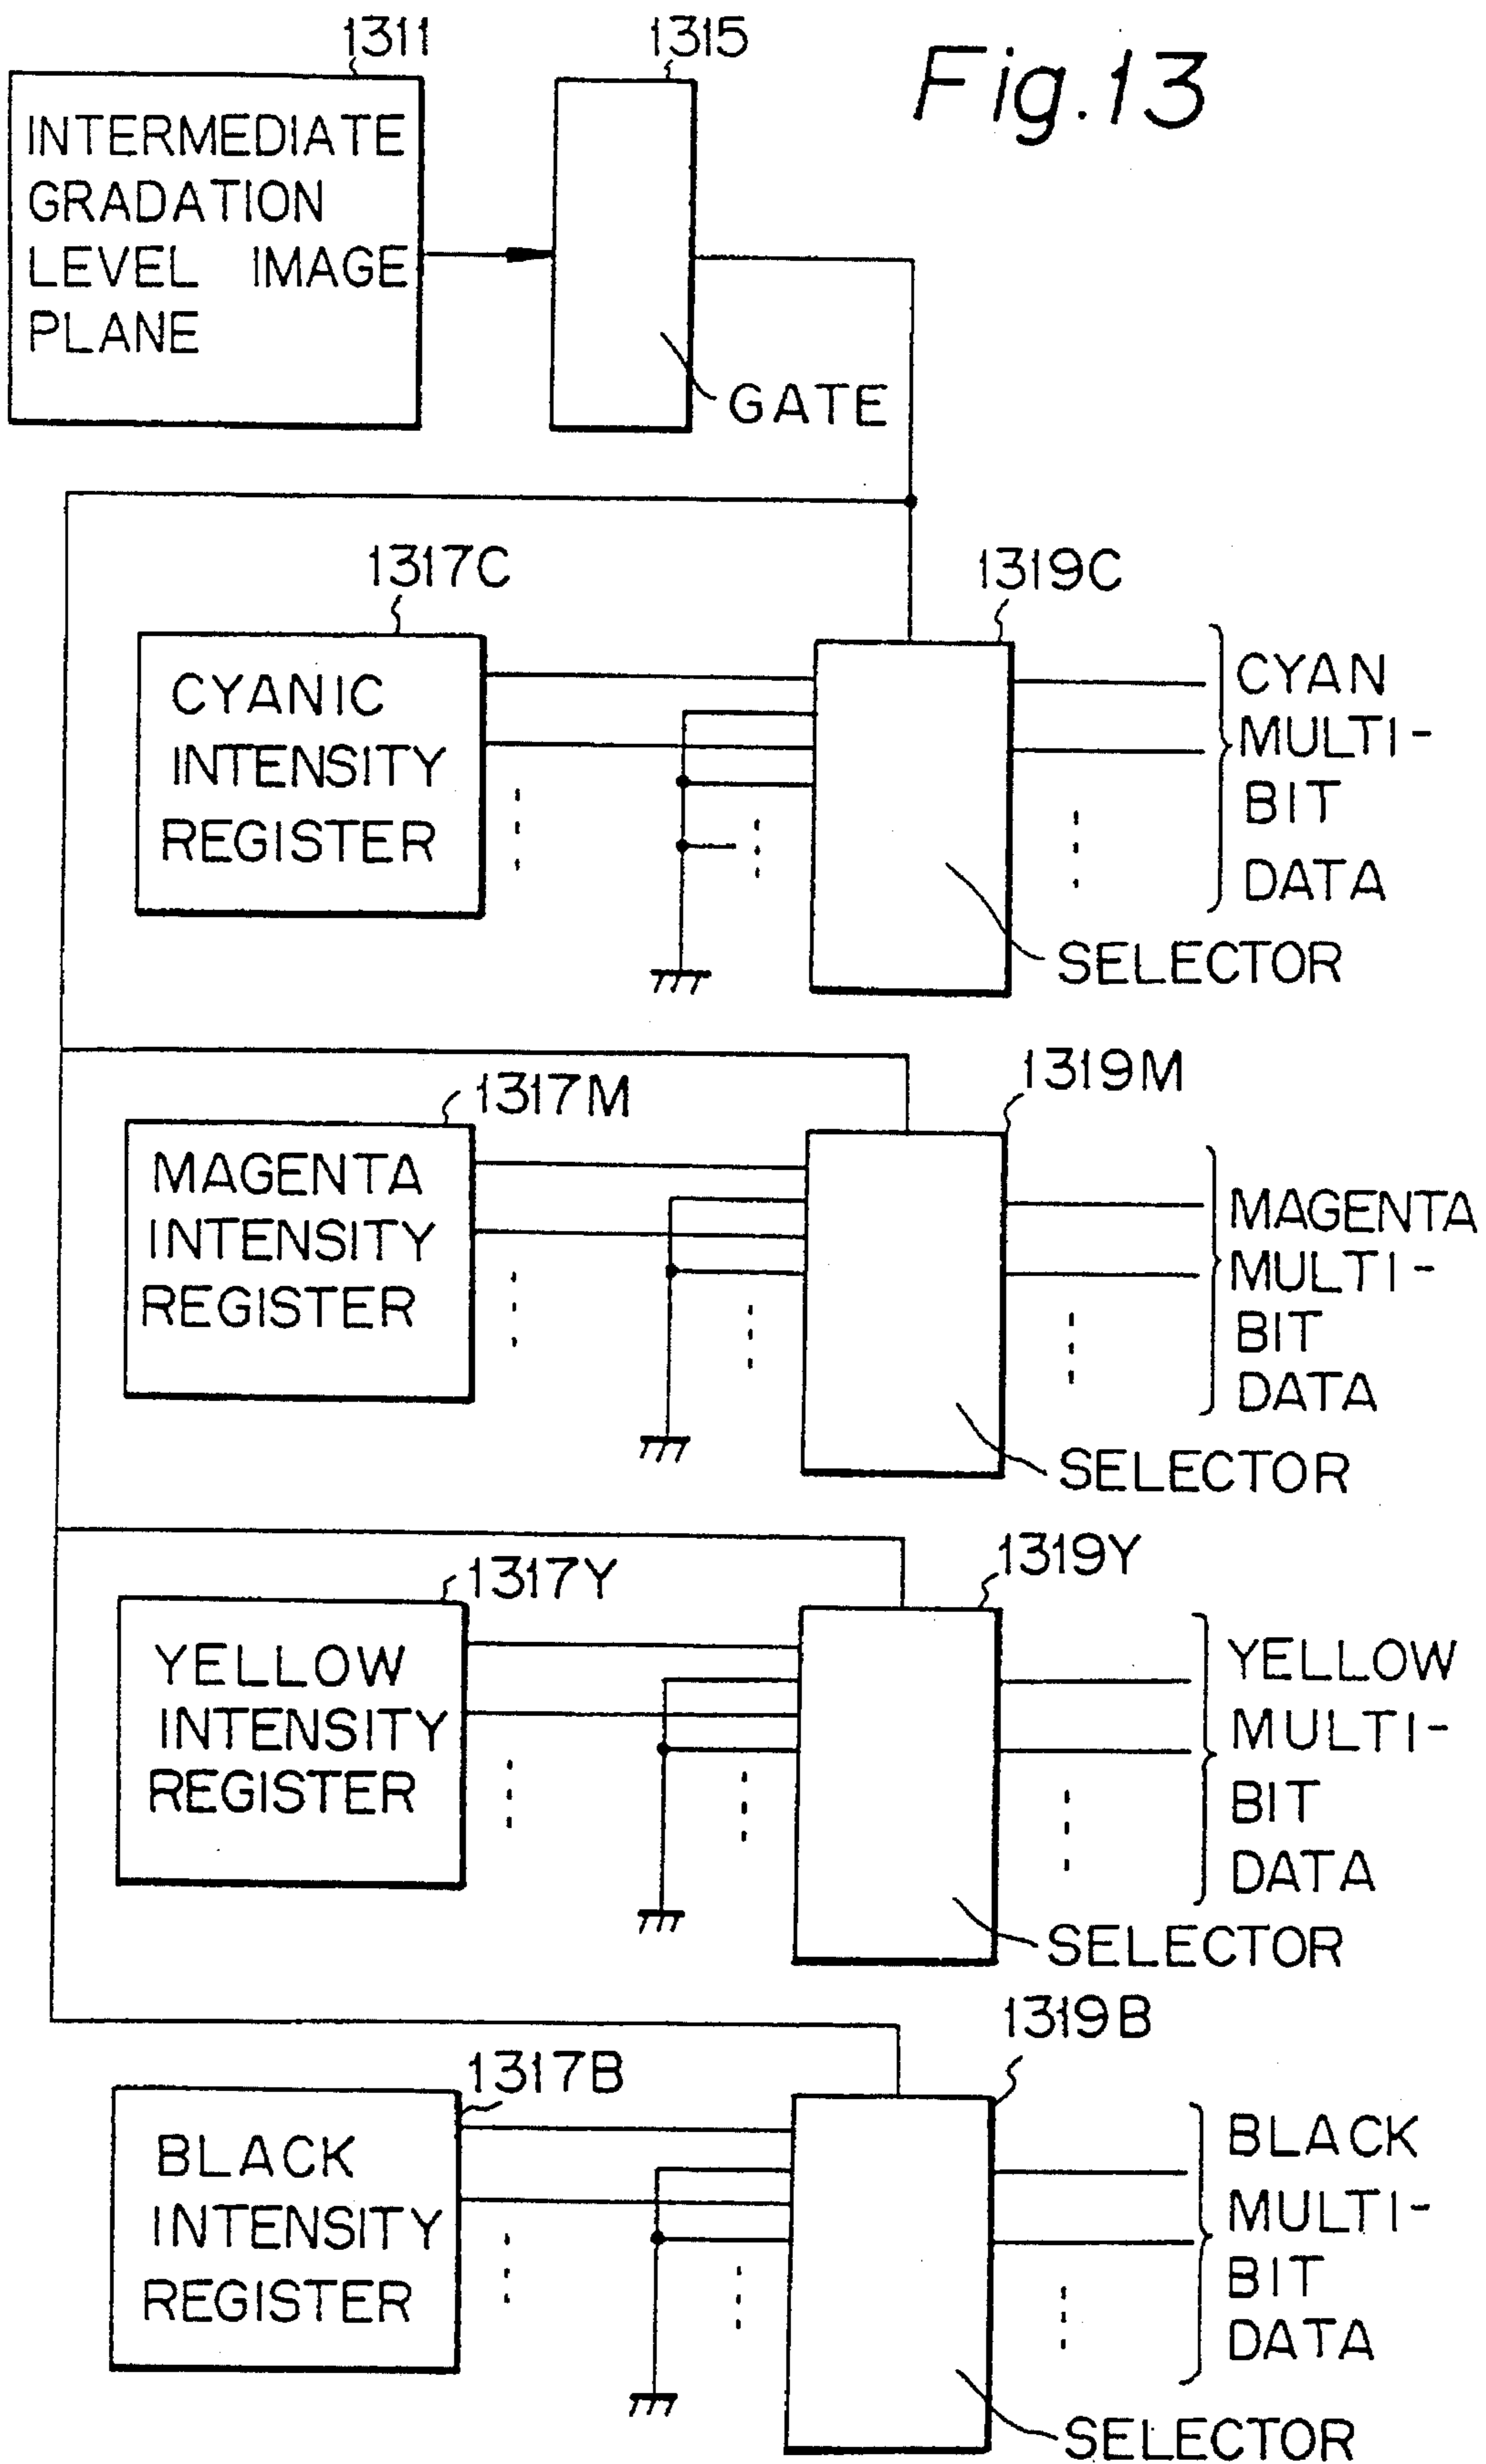 1311
1315
Fig.13
INTERMEDIATE
GRADATION
LEVEL IMAGE
PLANE
GATE
1317C
1319C
CYANIC
INTENSITY
REGISTER
CYAN
MULTI-
BIT
DATA
SELECTOR
1317M
1319M
MAGENTA
INTENSITY
REGISTER
MAGENTA
MULTI-
BIT
DATA
SELECTOR
1317Y
1319Y
YELLOW
INTENSITY
REGISTER
YELLOW
MULTI-
BIT
DATA
SELECTOR
1317B
1319B
BLACK
INTENSITY
REGISTER
BLACK
MULTI-
BIT
DATA
SELECTOR